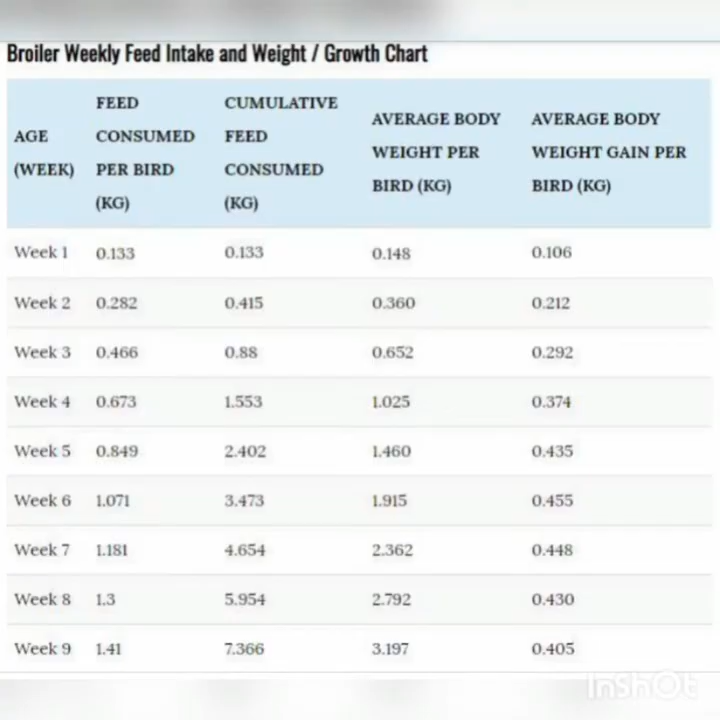 Broiler Weekly Feed Intake and Weight / Growth Chart
AGE (WEEK) FEED CONSUMED PER BIRD (KG) CUMULATIVE FEED CONSUMED (KG) AVERAGE BODY WEIGHT PER BIRD (KG) AVERAGE BODY WEIGHT GAIN PER BIRD (KG)
Week 1 0.133 0.133 0.148 0.106
Week 2 0.282 0.415 0.360 0.212
Week 3 0.466 0.88 0.652 0.292
Week 4 0.673 1.553 1.025 0.374
Week 5 0.849 2.402 1.460 0.435
Week 6 1.071 3.473 1.915 0.455
Week 7 1.181 4.654 2.362 0.448
Week 8 1.3 5.954 2.792 0.430
Week 9 1.41 7.366 3.197 0.405
InShOt